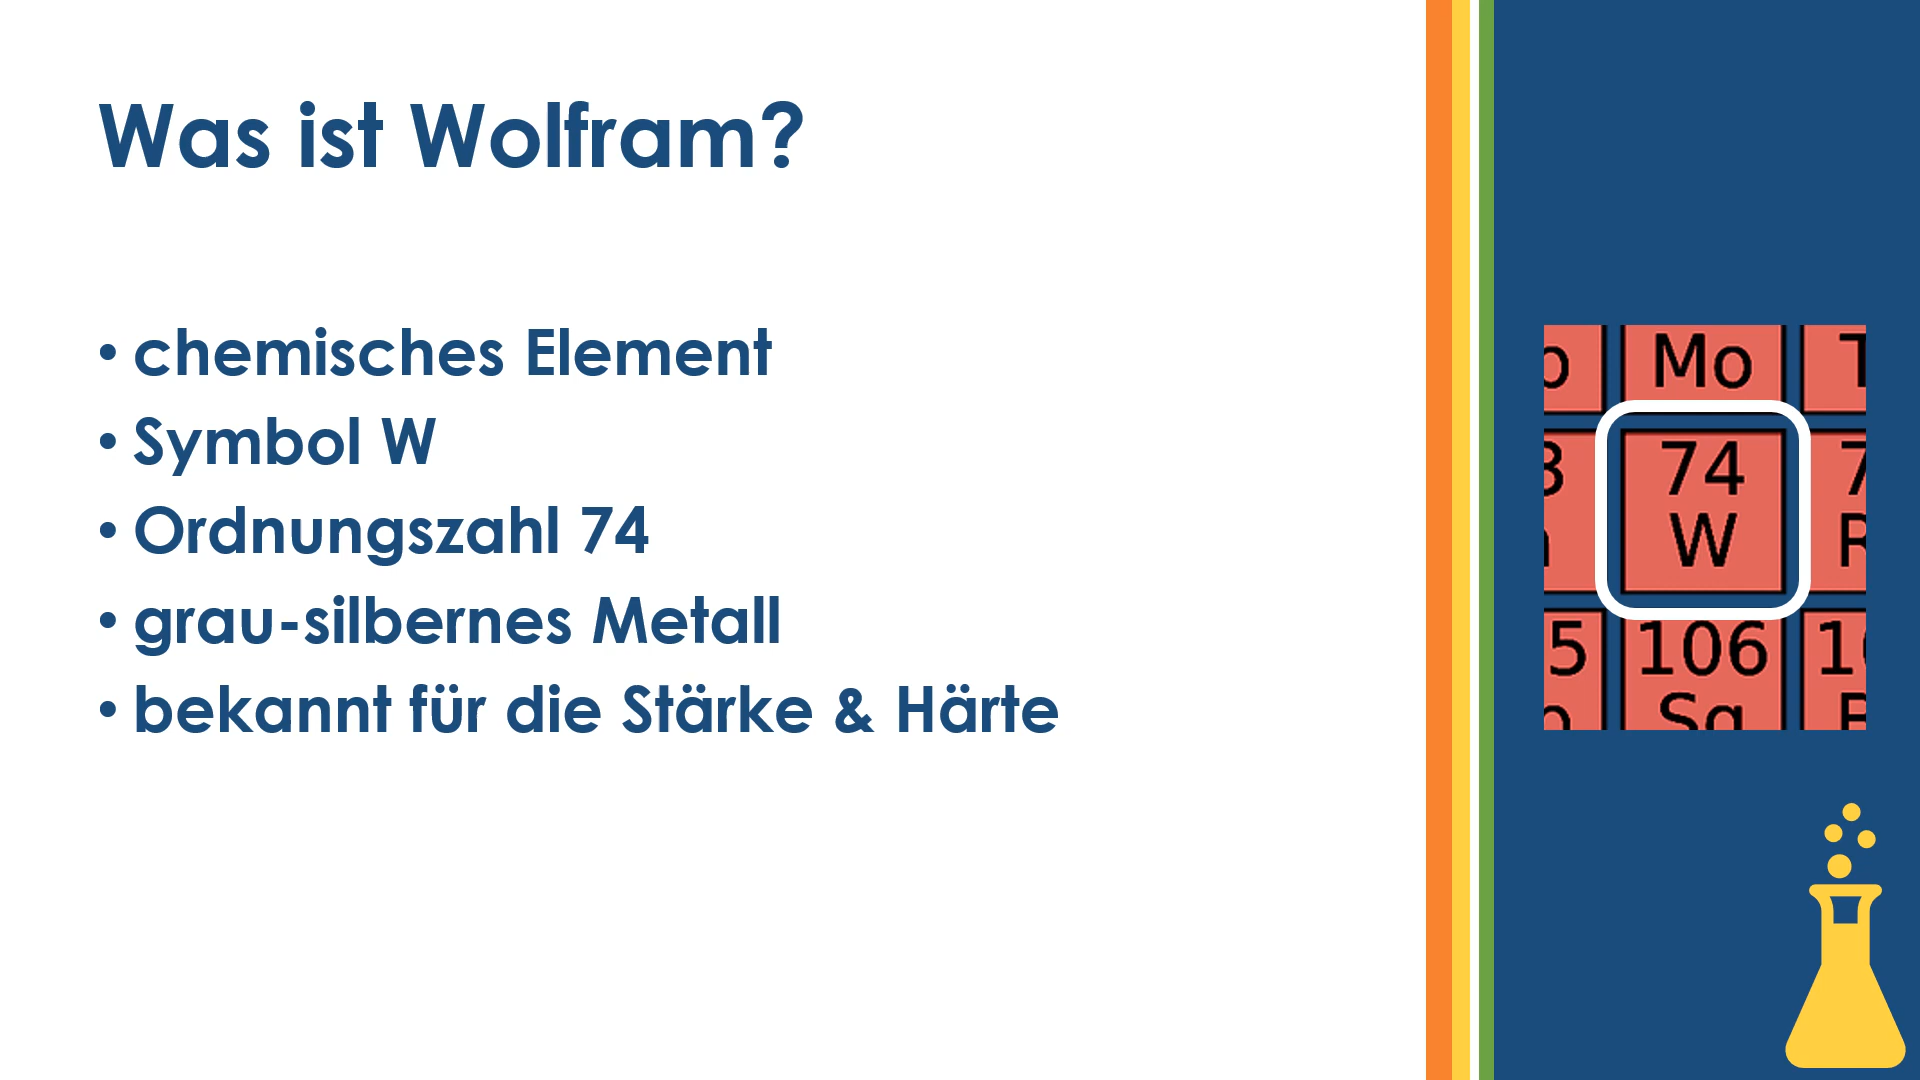 Was ist Wolfram?
• chemisches Element
• Symbol W
• Ordnungszahl 74
• grau-silbernes Metall
• bekannt für die Stärke & Härte
Mo
74
W
106
Sg